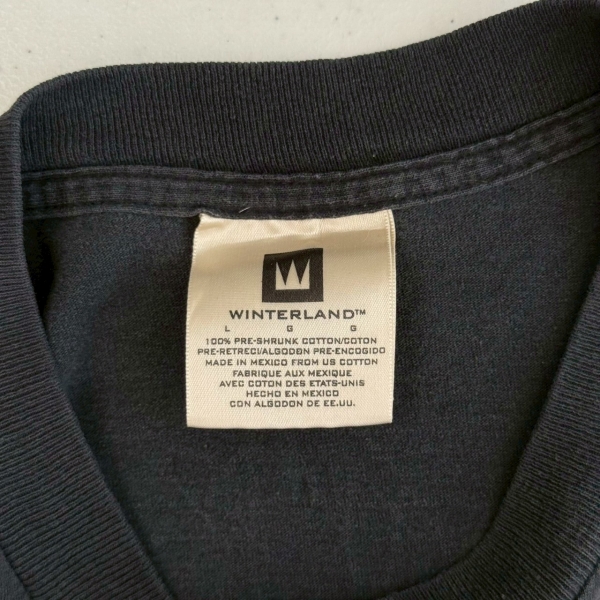 W
WINTERLAND™
L G G
100% PRE-SHRUNK COTTON/COTON
PRE-RETRECI/ALGODON PRE-ENCOGIDO
MADE IN MEXICO FROM US COTTON
FABRIQUE AUX MEXIQUE
AVEC COTON DES ETATS-UNIS
HECHO EN MEXICO
CON ALGODON DE EE.UU.